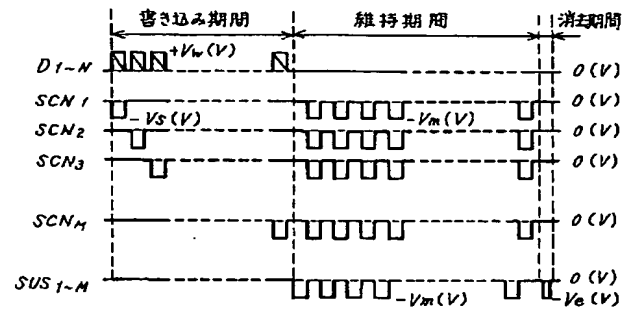 書き込み期間 維持期間 消去期間
D1~N +Vw(V) 0(V)
SCN1 -Vs(V) -Vm(V) 0(V)
SCN2 0(V)
SCN3 0(V)
SCNM 0(V)
SUS1~M -Vm(V) 0(V)
-Ve(V)